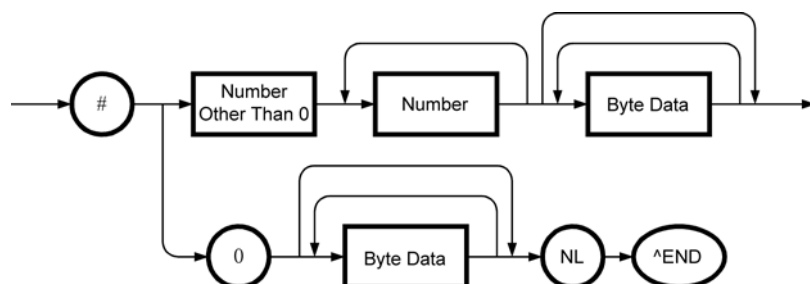 #
Number
Other Than 0
Number
Byte Data
0
Byte Data
NL
^END